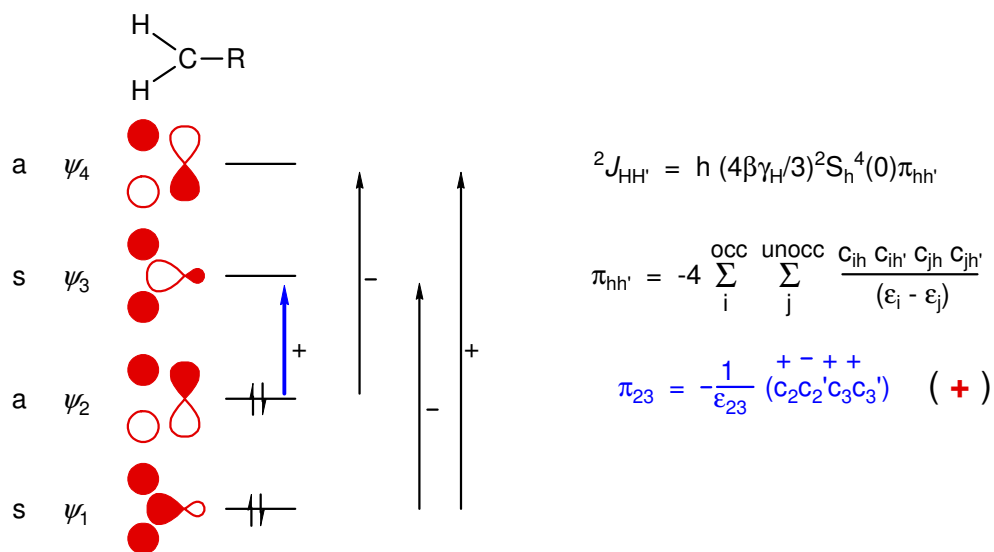 H
C—R
H
a ψ₄
s ψ₃
a ψ₂
s ψ₁
+
−
−
+
²J_HH' = h (4βγ_H/3)²S_h⁴(0)π_hh'
π_hh' = -4 Σ_i^occ Σ_j^unocc c_ih c_ih' c_jh c_jh' / (ε_i - ε_j)
+ − + +
π₂₃ = −1/ε₂₃ (c₂c₂'c₃c₃') ( + )